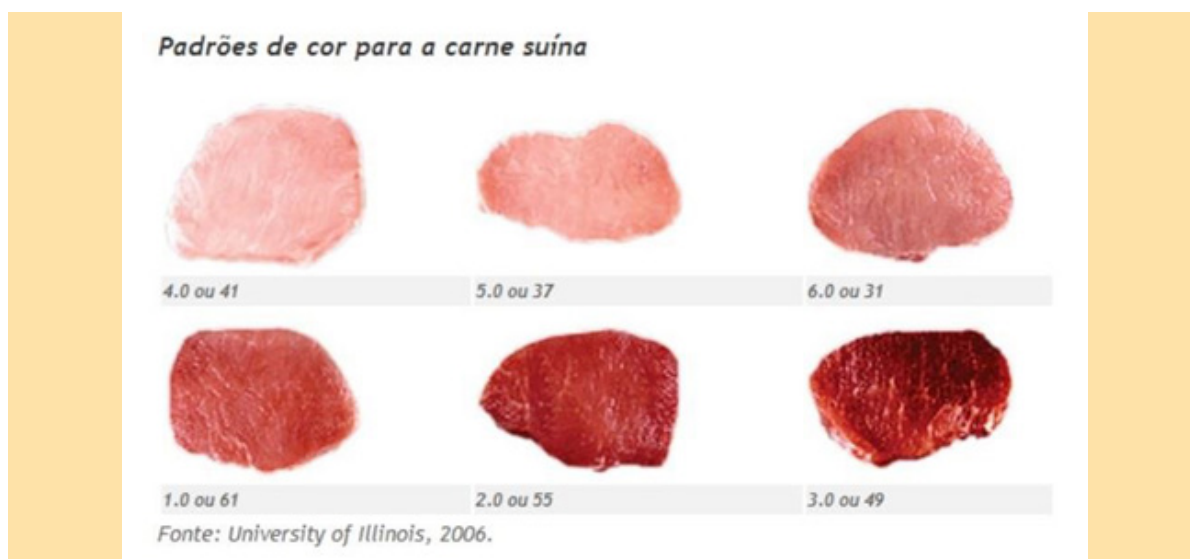 Padrões de cor para a carne suína
4.0 ou 41
5.0 ou 37
6.0 ou 31
1.0 ou 61
2.0 ou 55
3.0 ou 49
Fonte: University of Illinois, 2006.